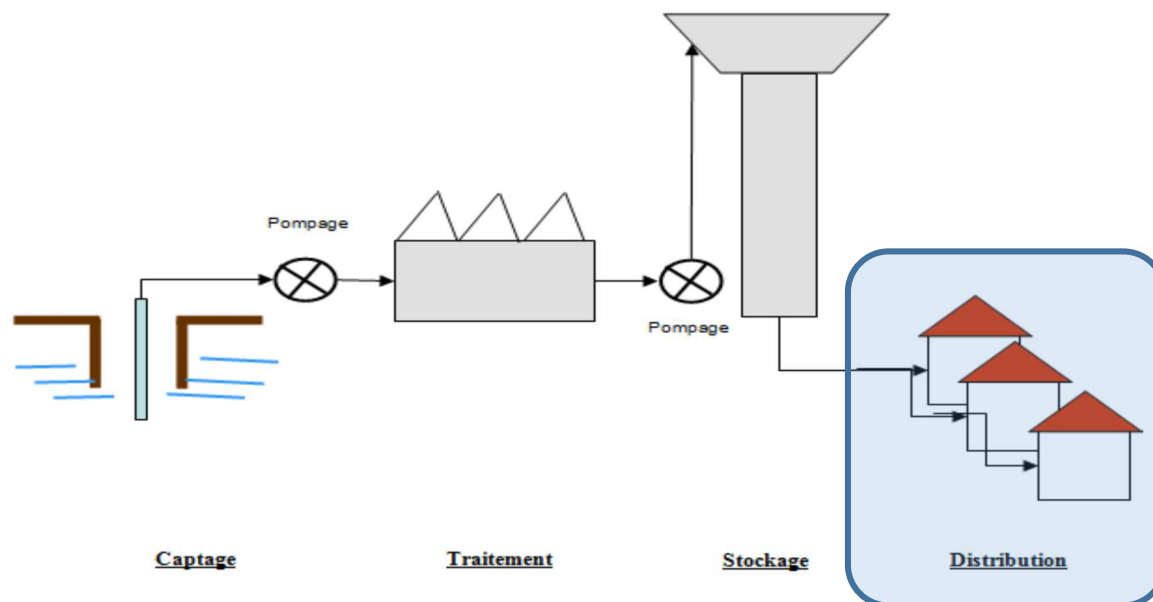 Pompage
Pompage
Captage
Traitement
Stockage
Distribution